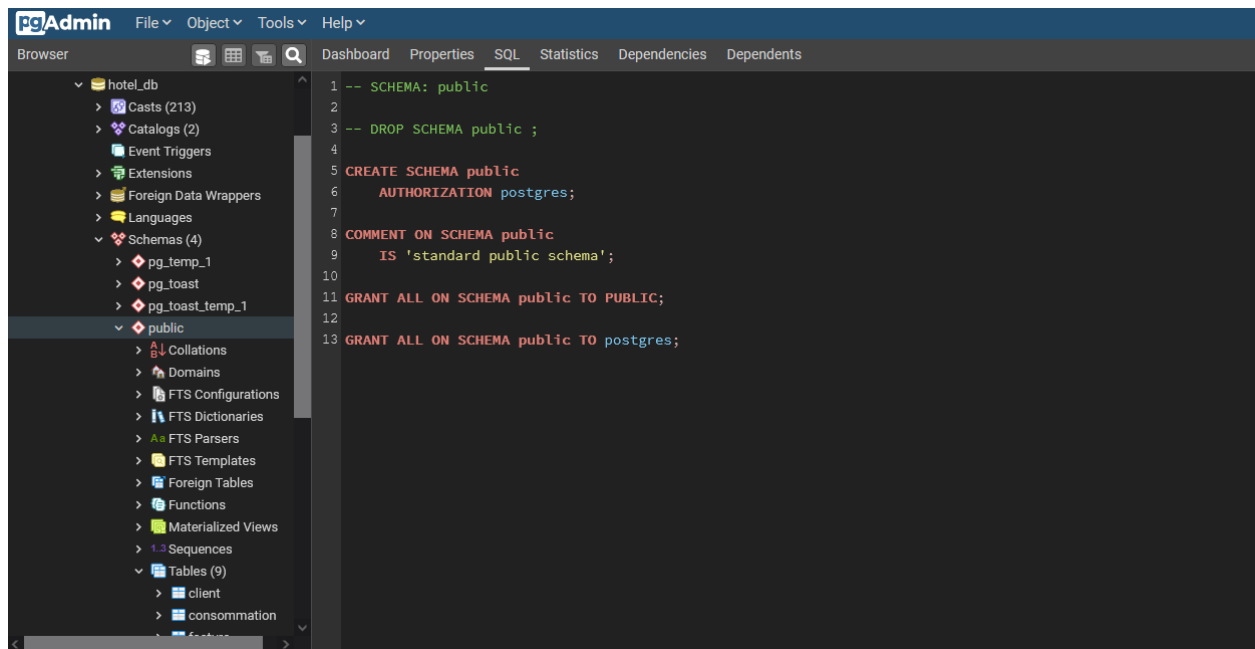 pgAdmin File Object Tools Help
Browser Dashboard Properties SQL Statistics Dependencies Dependents
hotel_db
Casts (213)
Catalogs (2)
Event Triggers
Extensions
Foreign Data Wrappers
Languages
Schemas (4)
pg_temp_1
pg_toast
pg_toast_temp_1
public
Collations
Domains
FTS Configurations
FTS Dictionaries
Aa FTS Parsers
FTS Templates
Foreign Tables
Functions
Materialized Views
1..3 Sequences
Tables (9)
client
consommation
1 -- SCHEMA: public
2
3 -- DROP SCHEMA public ;
4
5 CREATE SCHEMA public
6 AUTHORIZATION postgres;
7
8 COMMENT ON SCHEMA public
9 IS 'standard public schema';
10
11 GRANT ALL ON SCHEMA public TO PUBLIC;
12
13 GRANT ALL ON SCHEMA public TO postgres;